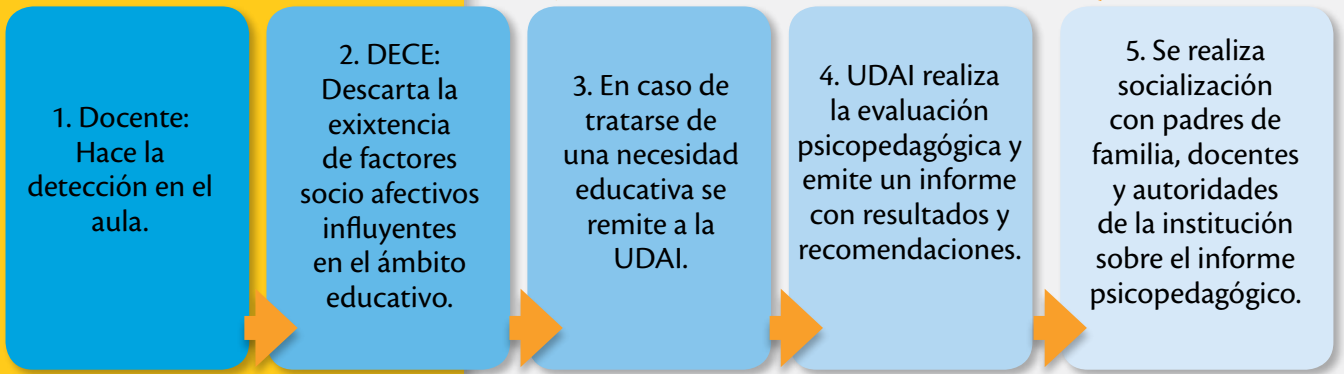 1. Docente:
Hace la
detección en el
aula.
2. DECE:
Descarta la
exixtencia
de factores
socio afectivos
influyentes
en el ámbito
educativo.
3. En caso de
tratarse de
una necesidad
educativa se
remite a la
UDAI.
4. UDAI realiza
la evaluación
psicopedagógica y
emite un informe
con resultados y
recomendaciones.
5. Se realiza
socialización
con padres de
familia, docentes
y autoridades
de la institución
sobre el informe
psicopedagógico.